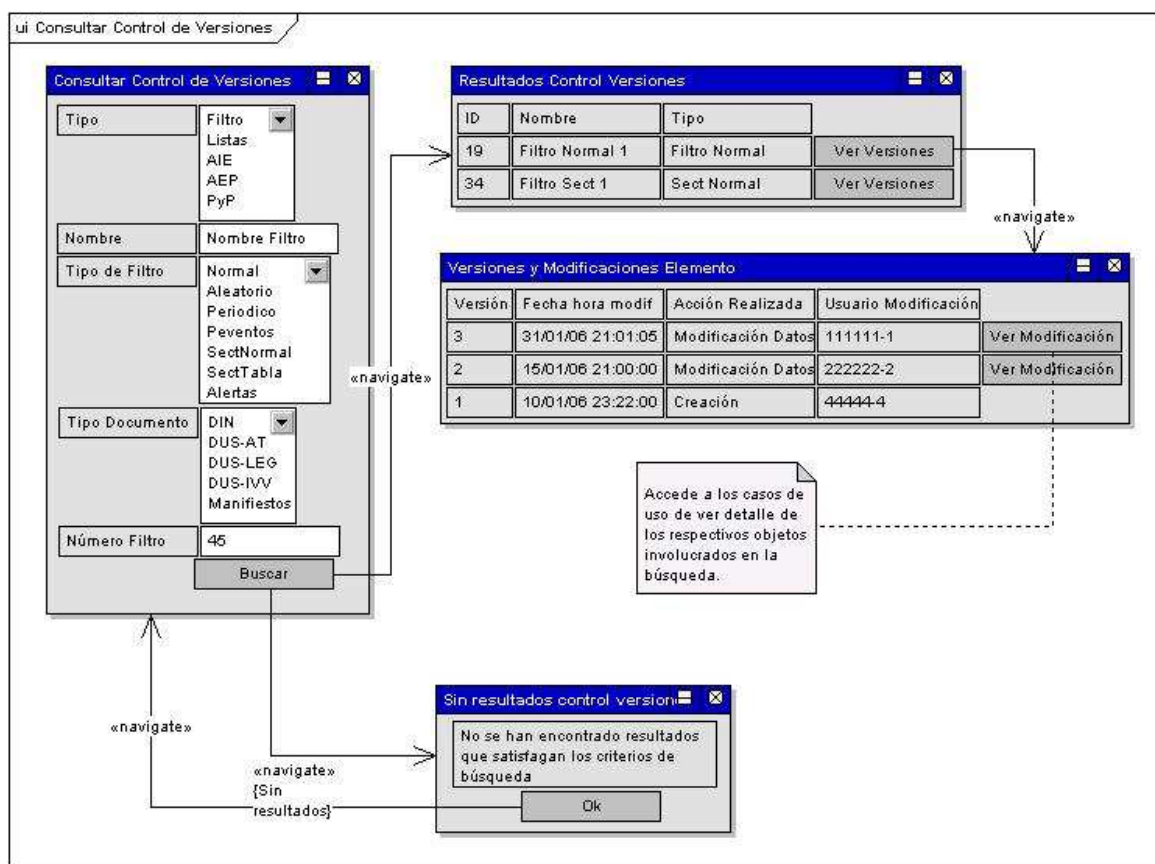 ui Consultar Control de Versiones
Consultar Control de Versiones
Tipo
Filtro
Listas
AIE
AEP
PyP
Nombre
Nombre Filtro
Tipo de Filtro
Normal
Aleatorio
Periodico
Peventos
SectNormal
SectTabla
Alertas
Tipo Documento
DIN
DUS-AT
DUS-LEG
DUS-IVV
Manifiestos
Número Filtro
45
Buscar
«navigate»
Resultados Control Versiones
ID Nombre Tipo
19 Filtro Normal 1 Filtro Normal Ver Versiones
34 Filtro Sect 1 Sect Normal Ver Versiones
«navigate»
Versiones y Modificaciones Elemento
Versión Fecha hora modif Acción Realizada Usuario Modificación
3 31/01/06 21:01:05 Modificación Datos 111111-1 Ver Modificación
2 15/01/06 21:00:00 Modificación Datos 222222-2 Ver Modificación
1 10/01/06 23:22:00 Creación 44444-4
Accede a los casos de
uso de ver detalle de
los respectivos objetos
involucrados en la
búsqueda.
«navigate»
«navigate»
{Sin
resultados}
Sin resultados control version
No se han encontrado resultados
que satisfagan los criterios de
búsqueda
Ok